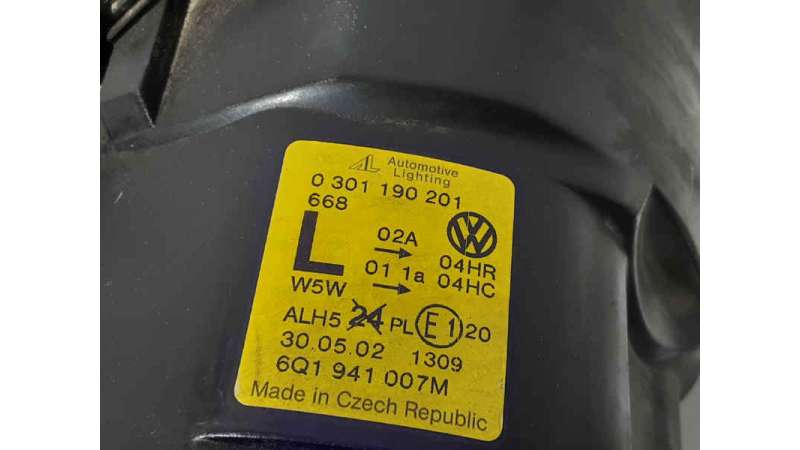 AL Automotive
Lighting
0 301 190 201
668
L 02A → 04HR
01 1a → 04HC
W5W
ALH5 24 PL E1 20
30.05.02 1309
6Q1 941 007M
Made in Czech Republic